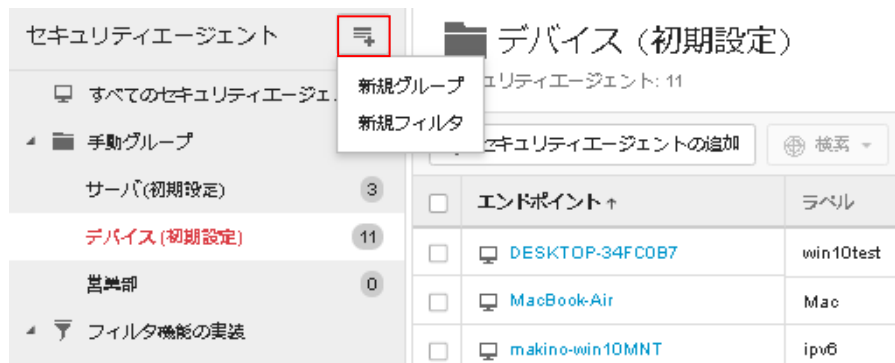 セキュリティエージェント
すべてのセキュリティエージェ
手動グループ
サーバ(初期設定) 3
デバイス (初期設定) 11
営業部 0
フィルタ機能の実装
新規グループ
新規フィルタ
デバイス (初期設定)
ュリティエージェント: 11
セキュリティエージェントの追加
検索
エンドポイント↑ ラベル
DESKTOP-34FC0B7 win10test
MacBook-Air Mac
makino-win10MNT ipv6